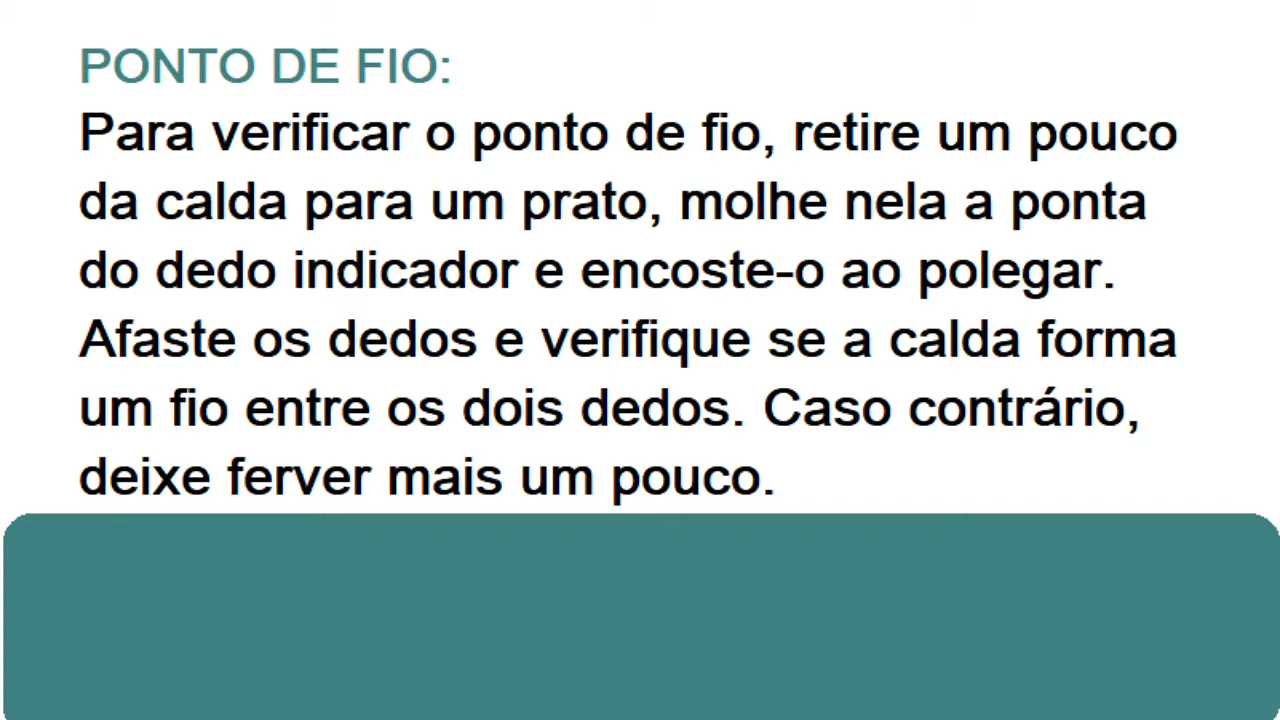 PONTO DE FIO:
Para verificar o ponto de fio, retire um pouco
da calda para um prato, molhe nela a ponta
do dedo indicador e encoste-o ao polegar.
Afaste os dedos e verifique se a calda forma
um fio entre os dois dedos. Caso contrário,
deixe ferver mais um pouco.